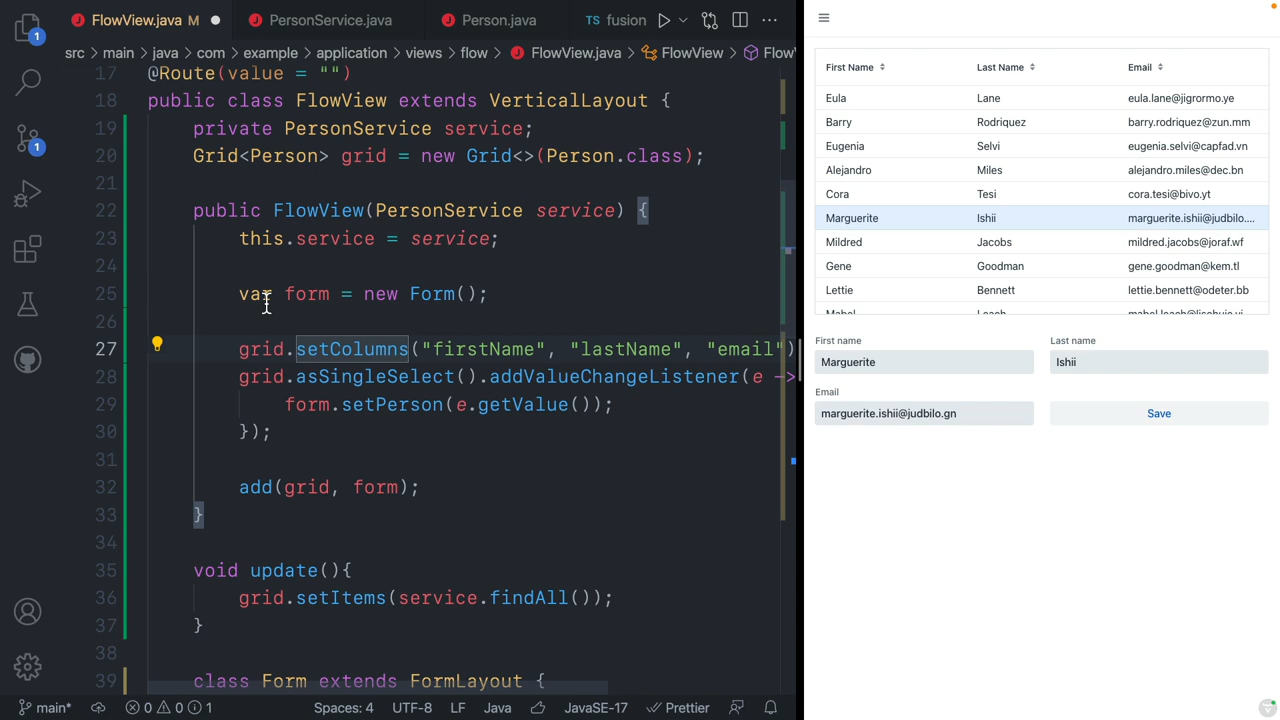 FlowView.java M
PersonService.java
Person.java
TS fusion
src > main > java > com > example > application > views > flow > FlowView.java > FlowView > Flow
17 @Route(value = "")
18 public class FlowView extends VerticalLayout {
19 private PersonService service;
20 Grid<Person> grid = new Grid<>(Person.class);
21
22 public FlowView(PersonService service) {
23 this.service = service;
24
25 var form = new Form();
26
27 grid.setColumns("firstName", "lastName", "email")
28 grid.asSingleSelect().addValueChangeListener(e ->
29 form.setPerson(e.getValue());
30 });
31
32 add(grid, form);
33 }
34
35 void update(){
36 grid.setItems(service.findAll());
37 }
38
39 class Form extends FormLayout {
1
1
main*
0 0 1
Spaces: 4
UTF-8
LF
Java
JavaSE-17
Prettier
First Name Last Name Email
Eula Lane eula.lane@jigrormo.ye
Barry Rodriquez barry.rodriquez@zun.mm
Eugenia Selvi eugenia.selvi@capfad.vn
Alejandro Miles alejandro.miles@dec.bn
Cora Tesi cora.tesi@bivo.yt
Marguerite Ishii marguerite.ishii@judbilo....
Mildred Jacobs mildred.jacobs@joraf.wf
Gene Goodman gene.goodman@kem.tl
Lettie Bennett lettie.bennett@odeter.bb
First name Last name
Marguerite Ishii
Email
marguerite.ishii@judbilo.gn Save